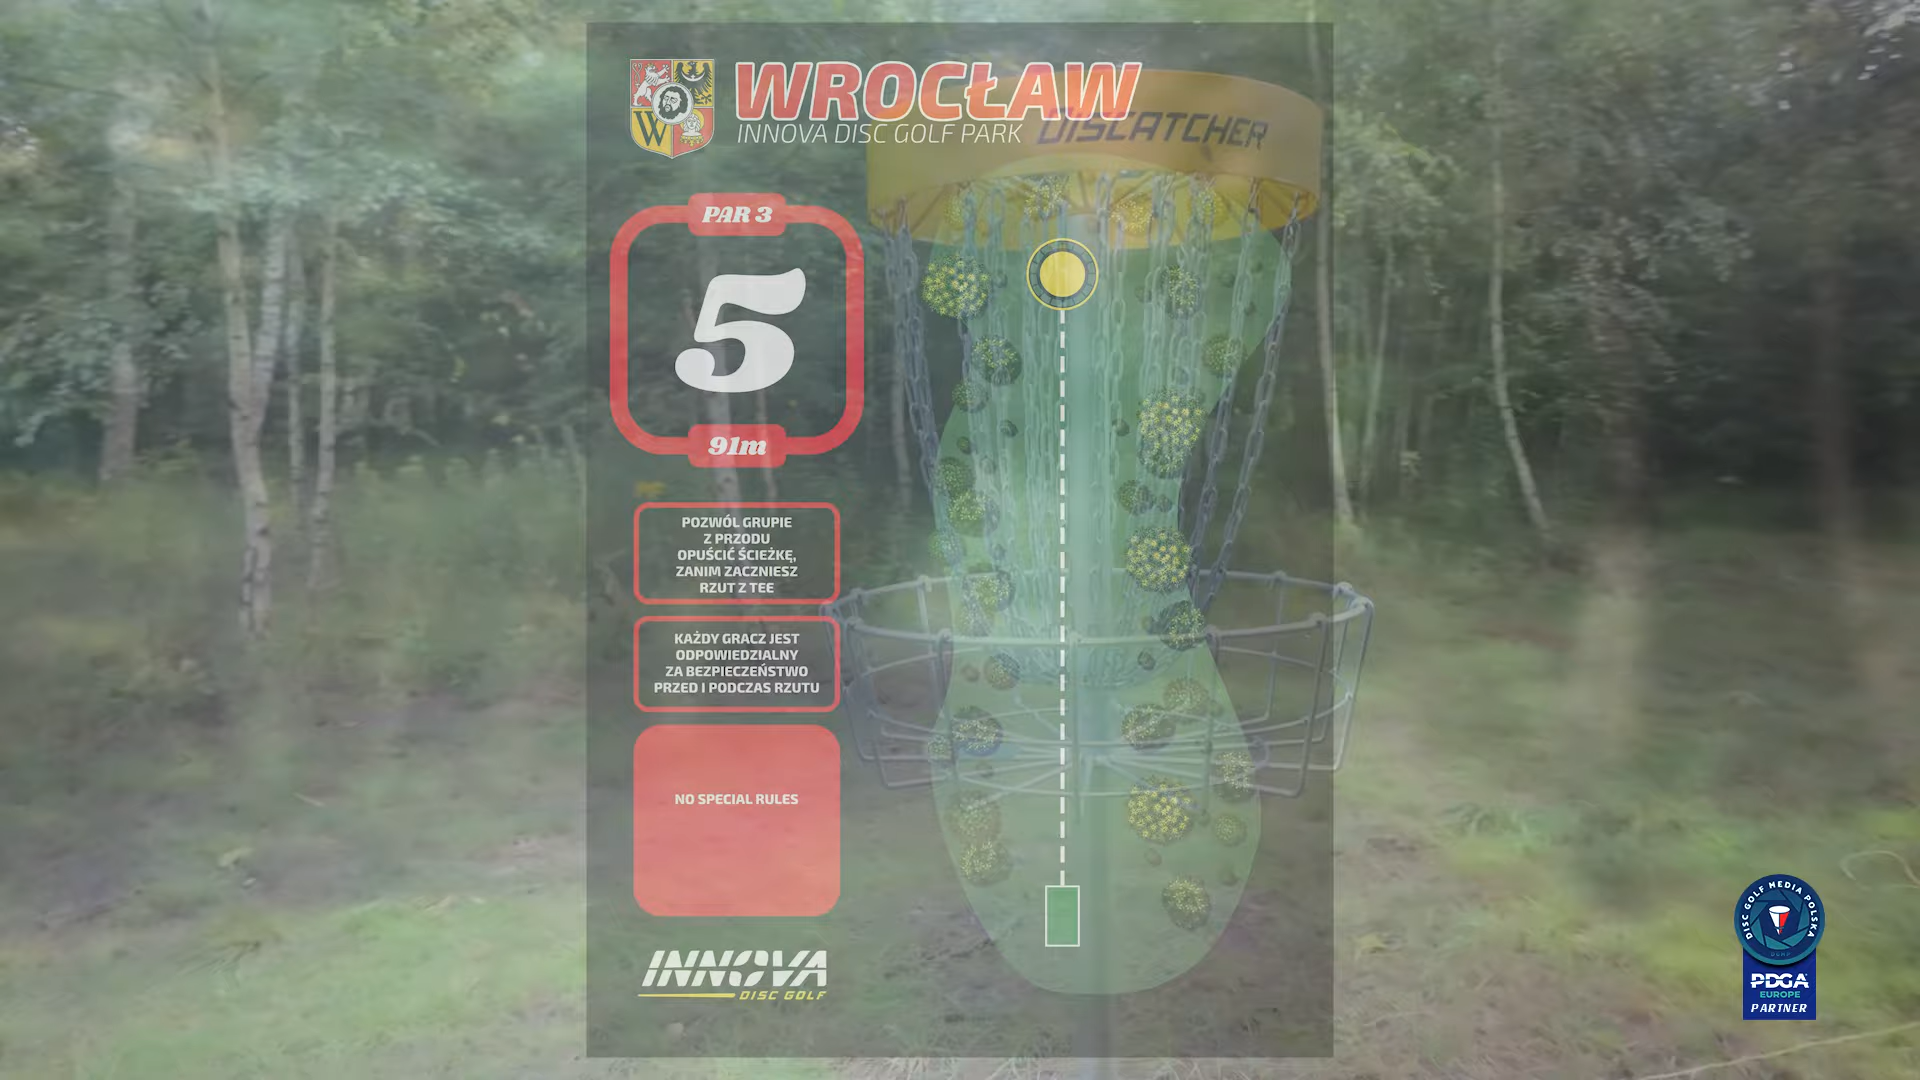 WROCŁAW
INNOVA DISC GOLF PARK
DISCATCHER
PAR 3
5
91m
POZWÓL GRUPIE
Z PRZODU
OPUŚCIĆ ŚCIEŻKĘ,
ZANIM ZACZNIESZ
RZUT Z TEE
KAŻDY GRACZ JEST
ODPOWIEDZIALNY
ZA BEZPIECZEŃSTWO
PRZED I PODCZAS RZUTU
NO SPECIAL RULES
INNOVA
DISC GOLF
W
DISC GOLF MEDIA POLSKA
PDGA
EUROPE
PARTNER